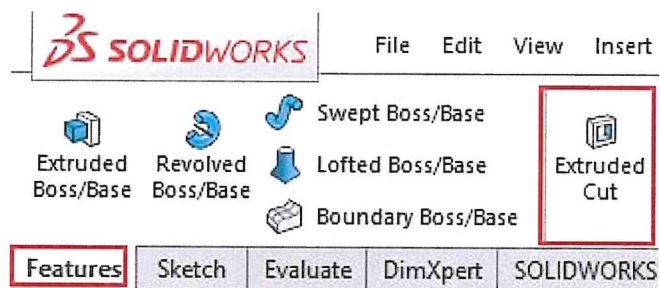 SOLIDWORKS File Edit View Insert
Extruded Boss/Base
Revolved Boss/Base
Swept Boss/Base
Lofted Boss/Base
Boundary Boss/Base
Extruded Cut
Features Sketch Evaluate DimXpert SOLIDWORKS